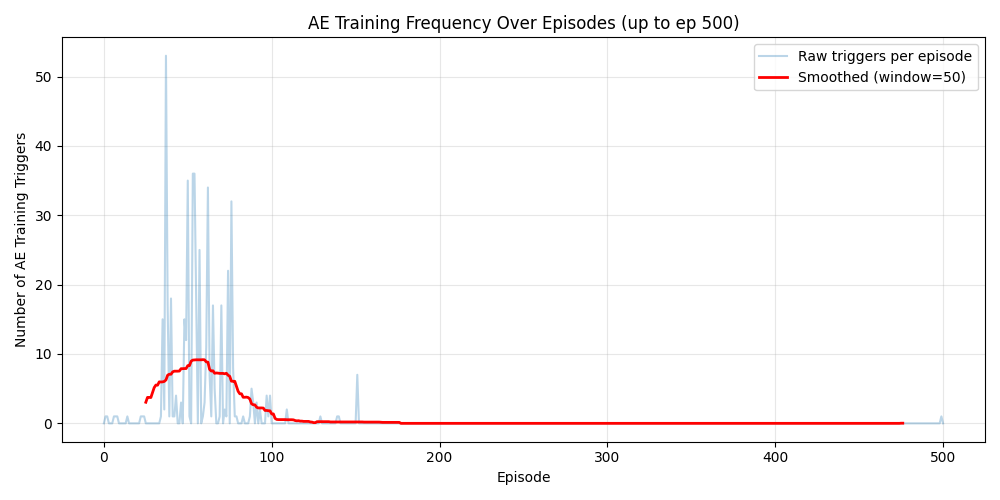 AE Training Frequency Over Episodes (up to ep 500)
Raw triggers per episode
Smoothed (window=50)
Number of AE Training Triggers
50
40
30
20
10
0
0 100 200 300 400 500
Episode